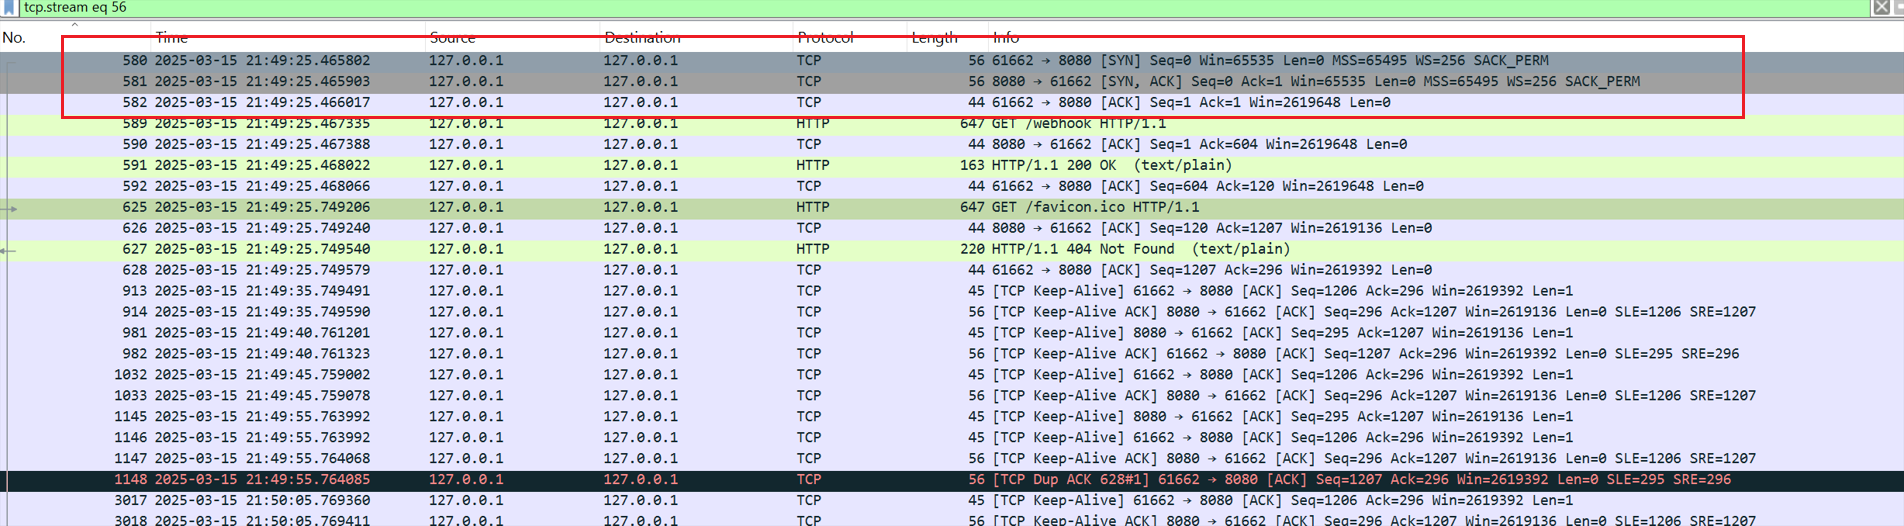 tcp.stream eq 56
No. Time Source Destination Protocol Length Info
580 2025-03-15 21:49:25.465802 127.0.0.1 127.0.0.1 TCP 56 61662 → 8080 [SYN] Seq=0 Win=65535 Len=0 MSS=65495 WS=256 SACK_PERM
581 2025-03-15 21:49:25.465903 127.0.0.1 127.0.0.1 TCP 56 8080 → 61662 [SYN, ACK] Seq=0 Ack=1 Win=65535 Len=0 MSS=65495 WS=256 SACK_PERM
582 2025-03-15 21:49:25.466017 127.0.0.1 127.0.0.1 TCP 44 61662 → 8080 [ACK] Seq=1 Ack=1 Win=2619648 Len=0
589 2025-03-15 21:49:25.467335 127.0.0.1 127.0.0.1 HTTP 647 GET /webhook HTTP/1.1
590 2025-03-15 21:49:25.467388 127.0.0.1 127.0.0.1 TCP 44 8080 → 61662 [ACK] Seq=1 Ack=604 Win=2619648 Len=0
591 2025-03-15 21:49:25.468022 127.0.0.1 127.0.0.1 HTTP 163 HTTP/1.1 200 OK (text/plain)
592 2025-03-15 21:49:25.468066 127.0.0.1 127.0.0.1 TCP 44 61662 → 8080 [ACK] Seq=604 Ack=120 Win=2619648 Len=0
625 2025-03-15 21:49:25.749206 127.0.0.1 127.0.0.1 HTTP 647 GET /favicon.ico HTTP/1.1
626 2025-03-15 21:49:25.749240 127.0.0.1 127.0.0.1 TCP 44 8080 → 61662 [ACK] Seq=120 Ack=1207 Win=2619136 Len=0
627 2025-03-15 21:49:25.749540 127.0.0.1 127.0.0.1 HTTP 220 HTTP/1.1 404 Not Found (text/plain)
628 2025-03-15 21:49:25.749579 127.0.0.1 127.0.0.1 TCP 44 61662 → 8080 [ACK] Seq=1207 Ack=296 Win=2619392 Len=0
913 2025-03-15 21:49:35.749491 127.0.0.1 127.0.0.1 TCP 45 [TCP Keep-Alive] 61662 → 8080 [ACK] Seq=1206 Ack=296 Win=2619392 Len=1
914 2025-03-15 21:49:35.749590 127.0.0.1 127.0.0.1 TCP 56 [TCP Keep-Alive ACK] 8080 → 61662 [ACK] Seq=296 Ack=1207 Win=2619136 Len=0 SLE=1206 SRE=1207
981 2025-03-15 21:49:40.761201 127.0.0.1 127.0.0.1 TCP 45 [TCP Keep-Alive] 8080 → 61662 [ACK] Seq=295 Ack=1207 Win=2619136 Len=1
982 2025-03-15 21:49:40.761323 127.0.0.1 127.0.0.1 TCP 56 [TCP Keep-Alive ACK] 61662 → 8080 [ACK] Seq=1207 Ack=296 Win=2619392 Len=0 SLE=295 SRE=296
1032 2025-03-15 21:49:45.759002 127.0.0.1 127.0.0.1 TCP 45 [TCP Keep-Alive] 61662 → 8080 [ACK] Seq=1206 Ack=296 Win=2619392 Len=1
1033 2025-03-15 21:49:45.759078 127.0.0.1 127.0.0.1 TCP 56 [TCP Keep-Alive ACK] 8080 → 61662 [ACK] Seq=296 Ack=1207 Win=2619136 Len=0 SLE=1206 SRE=1207
1145 2025-03-15 21:49:55.763992 127.0.0.1 127.0.0.1 TCP 45 [TCP Keep-Alive] 8080 → 61662 [ACK] Seq=295 Ack=1207 Win=2619136 Len=1
1146 2025-03-15 21:49:55.763992 127.0.0.1 127.0.0.1 TCP 45 [TCP Keep-Alive] 61662 → 8080 [ACK] Seq=1206 Ack=296 Win=2619392 Len=1
1147 2025-03-15 21:49:55.764068 127.0.0.1 127.0.0.1 TCP 56 [TCP Keep-Alive ACK] 8080 → 61662 [ACK] Seq=296 Ack=1207 Win=2619136 Len=0 SLE=1206 SRE=1207
1148 2025-03-15 21:49:55.764085 127.0.0.1 127.0.0.1 TCP 56 [TCP Dup ACK 628#1] 61662 → 8080 [ACK] Seq=1207 Ack=296 Win=2619392 Len=0 SLE=295 SRE=296
3017 2025-03-15 21:50:05.769360 127.0.0.1 127.0.0.1 TCP 45 [TCP Keep-Alive] 61662 → 8080 [ACK] Seq=1206 Ack=296 Win=2619392 Len=1
3018 2025-03-15 21:50:05.769411 127.0.0.1 127.0.0.1 TCP 56 [TCP Keep-Alive ACK] 8080 → 61662 [ACK] Seq=296 Ack=1207 Win=2619136 Len=0 SLE=1206 SRE=1207